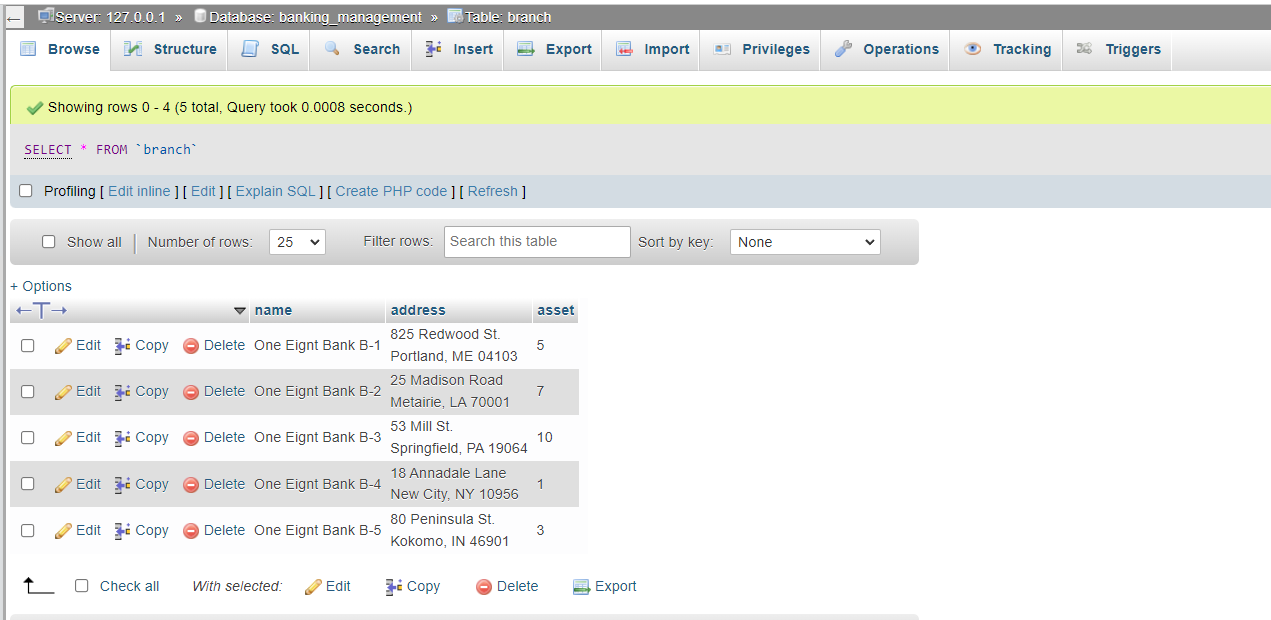 Server: 127.0.0.1 » Database: banking_management » Table: branch
Browse Structure SQL Search Insert Export Import Privileges Operations Tracking Triggers
Showing rows 0 - 4 (5 total, Query took 0.0008 seconds.)
SELECT * FROM `branch`
Profiling [ Edit inline ] [ Edit ] [ Explain SQL ] [ Create PHP code ] [ Refresh ]
Show all | Number of rows: 25 Filter rows: Search this table Sort by key: None
+ Options
←T→ name address asset
Edit Copy Delete One Eignt Bank B-1 825 Redwood St. 5
Portland, ME 04103
Edit Copy Delete One Eignt Bank B-2 25 Madison Road 7
Metairie, LA 70001
Edit Copy Delete One Eignt Bank B-3 53 Mill St. 10
Springfield, PA 19064
Edit Copy Delete One Eignt Bank B-4 18 Annadale Lane 1
New City, NY 10956
Edit Copy Delete One Eignt Bank B-5 80 Peninsula St. 3
Kokomo, IN 46901
Check all With selected: Edit Copy Delete Export